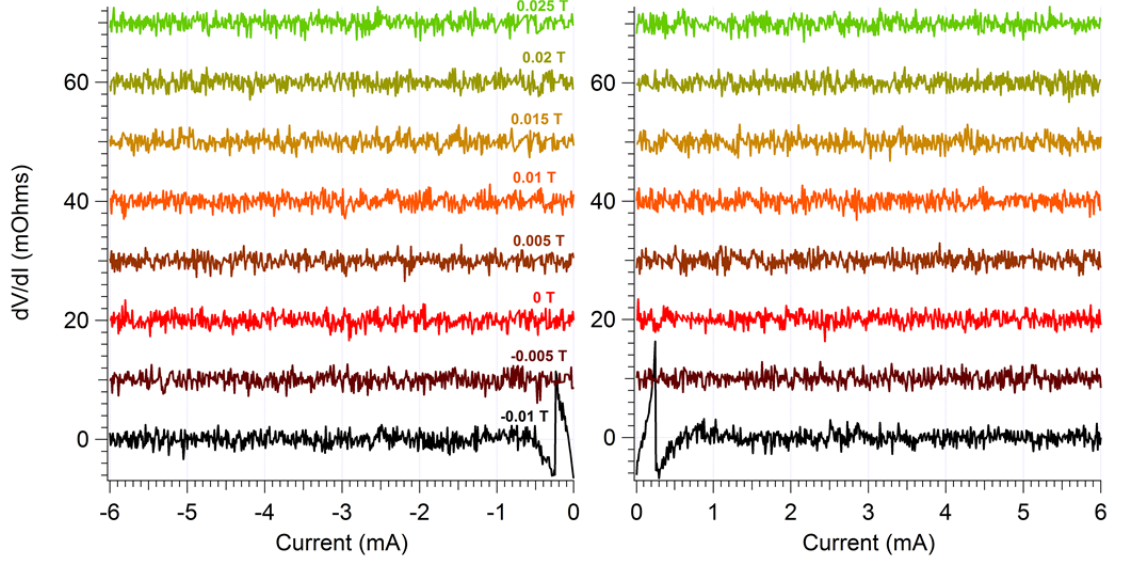 dV/dI (mOhms)
0.025 T
0.02 T
0.015 T
0.01 T
0.005 T
0 T
-0.005 T
-0.01 T
60
40
20
0
-6 -5 -4 -3 -2 -1 0
Current (mA)
60
40
20
0
0 1 2 3 4 5 6
Current (mA)